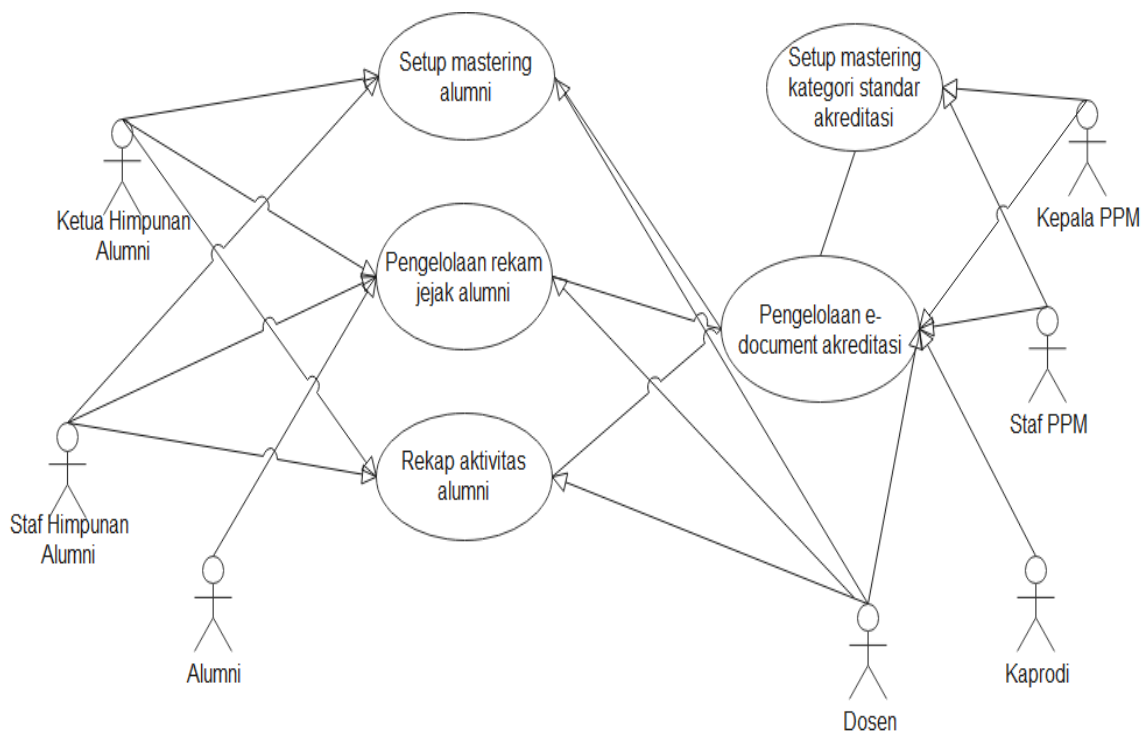 Setup mastering
alumni
Setup mastering
kategori standar
akreditasi
Ketua Himpunan
Alumni
Kepala PPM
Pengelolaan rekam
jejak alumni
Pengelolaan e-
document akreditasi
Staf PPM
Rekap aktivitas
alumni
Staf Himpunan
Alumni
Alumni
Kaprodi
Dosen